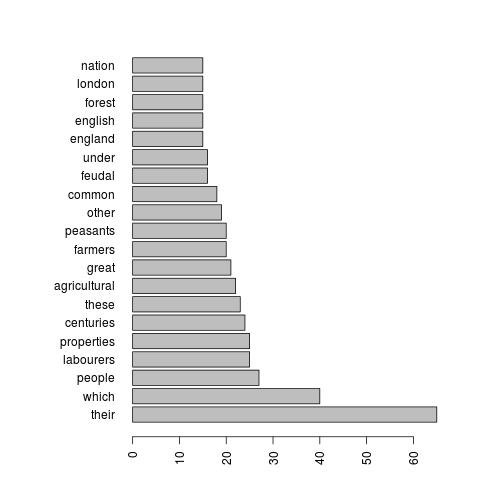 nation
london
forest
english
england
under
feudal
common
other
peasants
farmers
great
agricultural
these
centuries
properties
labourers
people
which
their
0 10 20 30 40 50 60